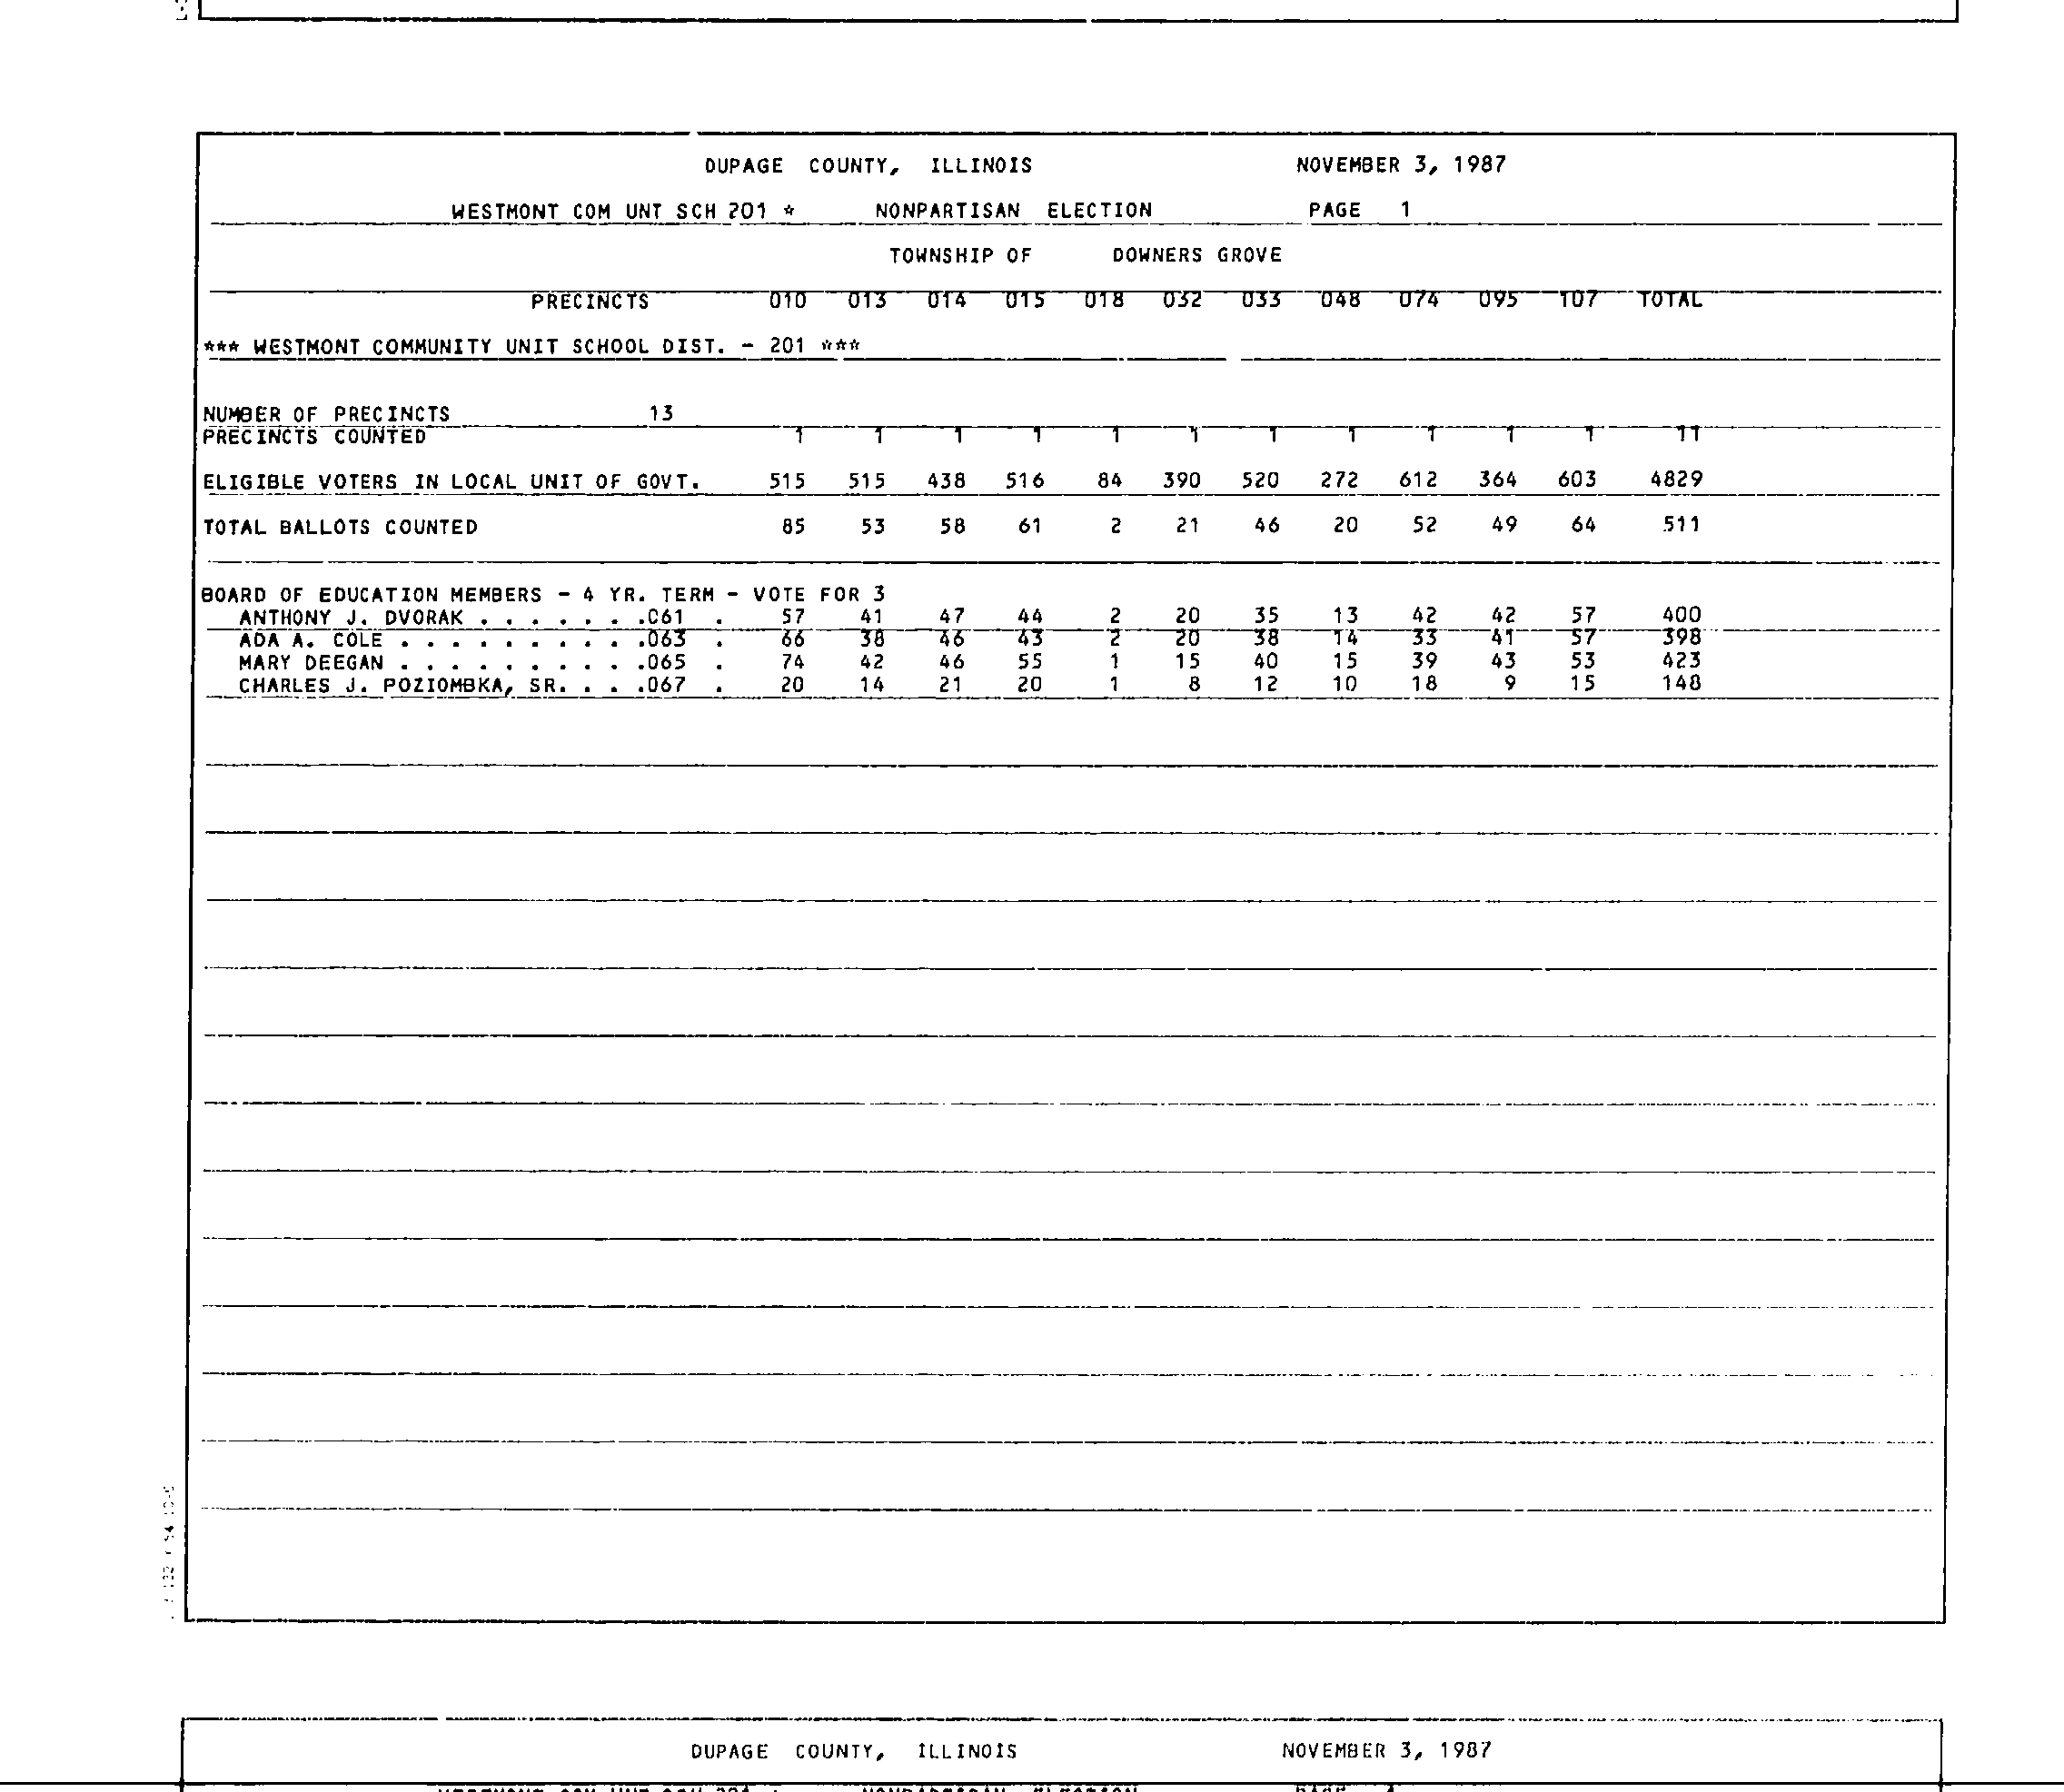 DUPAGE COUNTY, ILLINOIS NOVEMBER 3, 1987
WESTMONT COM UNT SCH 201 * NONPARTISAN ELECTION PAGE 1
TOWNSHIP OF DOWNERS GROVE
PRECINCTS 010 013 014 015 018 032 033 048 074 095 107 TOTAL
*** WESTMONT COMMUNITY UNIT SCHOOL DIST. - 201 ***
NUMBER OF PRECINCTS 13
PRECINCTS COUNTED 1 1 1 1 1 1 1 1 1 1 1 11
ELIGIBLE VOTERS IN LOCAL UNIT OF GOVT. 515 515 438 516 84 390 520 272 612 364 603 4829
TOTAL BALLOTS COUNTED 85 53 58 61 2 21 46 20 52 49 64 511
BOARD OF EDUCATION MEMBERS - 4 YR. TERM - VOTE FOR 3
ANTHONY J. DVORAK . . . . . . .061 . 57 41 47 44 2 20 35 13 42 42 57 400
ADA A. COLE . . . . . . . . . .063 . 66 38 46 43 2 20 38 14 33 41 57 398
MARY DEEGAN . . . . . . . . . .065 . 74 42 46 55 1 15 40 15 39 43 53 423
CHARLES J. POZIOMBKA, SR. . . .067 . 20 14 21 20 1 8 12 10 18 9 15 148
DUPAGE COUNTY, ILLINOIS NOVEMBER 3, 1987